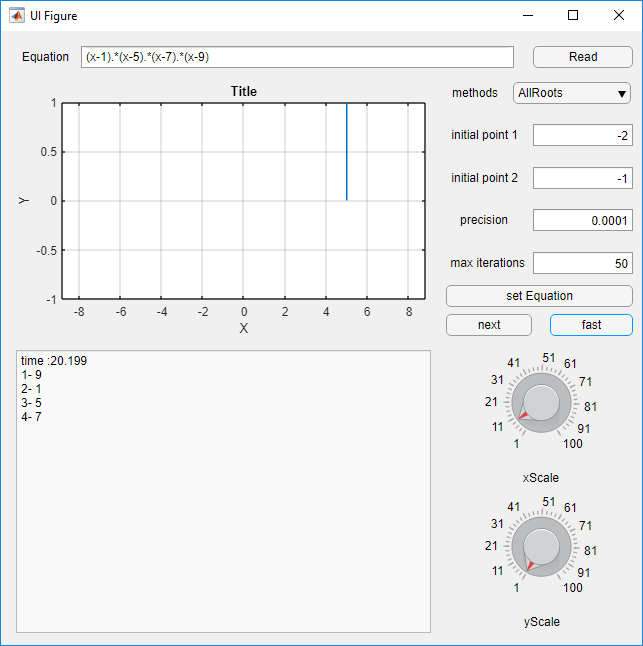 UI Figure
Equation (x-1).*(x-5).*(x-7).*(x-9) Read
Title
methods AllRoots
initial point 1 -2
initial point 2 -1
precision 0.0001
max iterations 50
set Equation
next fast
1
0.5
0
-0.5
-1
Y
-8 -6 -4 -2 0 2 4 6 8
X
time :20.199
1- 9
2- 1
3- 5
4- 7
1 11 21 31 41 51 61 71 81 91 100
xScale
1 11 21 31 41 51 61 71 81 91 100
yScale